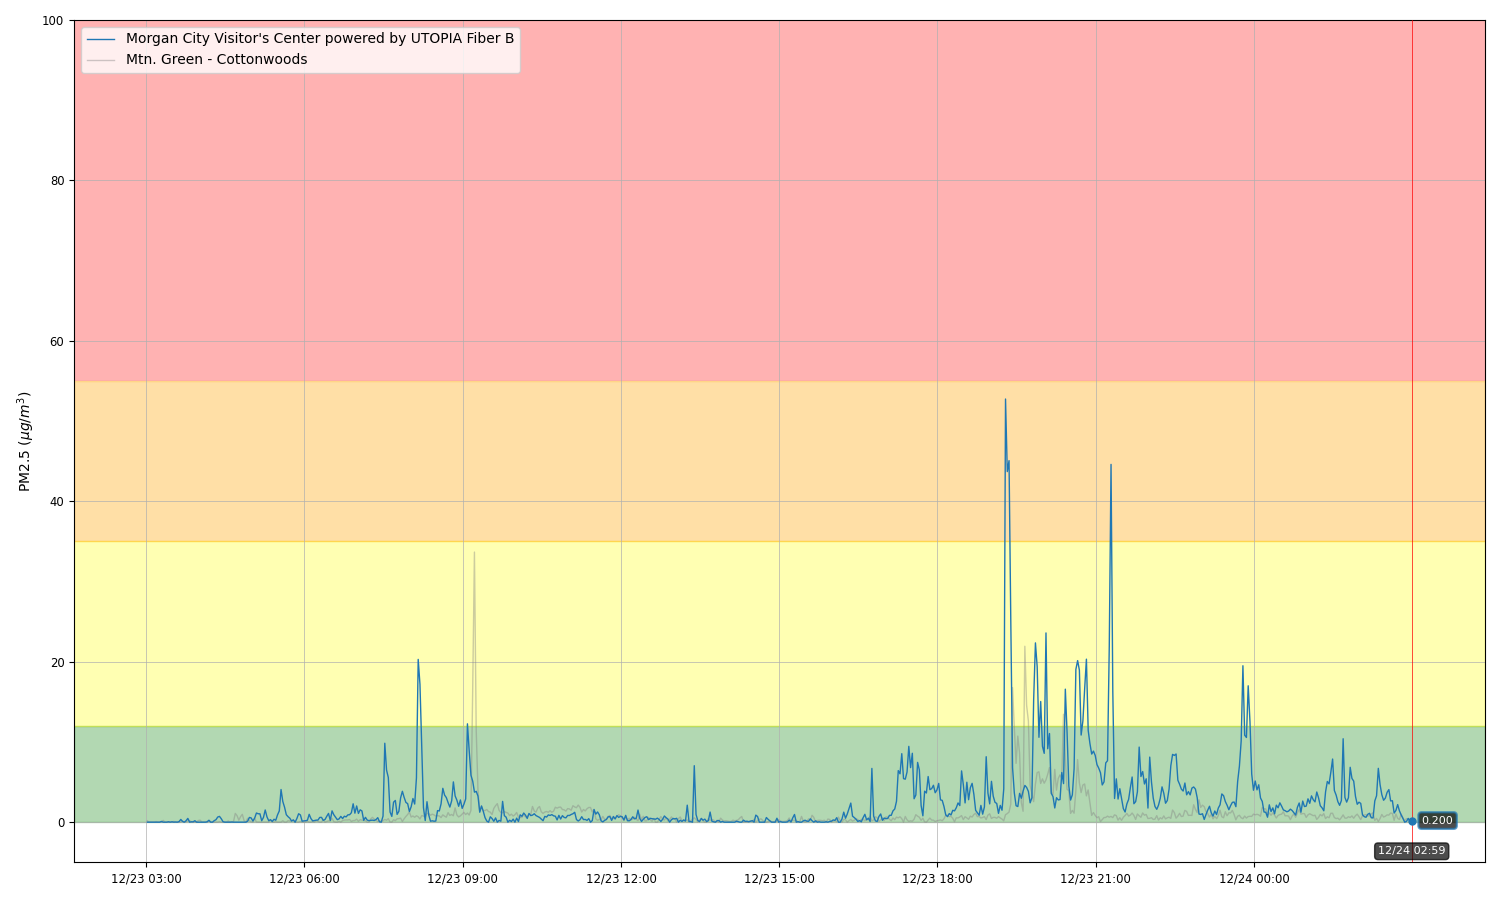 100
80
60
40
20
0
PM2.5 (μg/m³)
Morgan City Visitor's Center powered by UTOPIA Fiber B
Mtn. Green - Cottonwoods
0.200
12/24 02:59
12/23 03:00 12/23 06:00 12/23 09:00 12/23 12:00 12/23 15:00 12/23 18:00 12/23 21:00 12/24 00:00